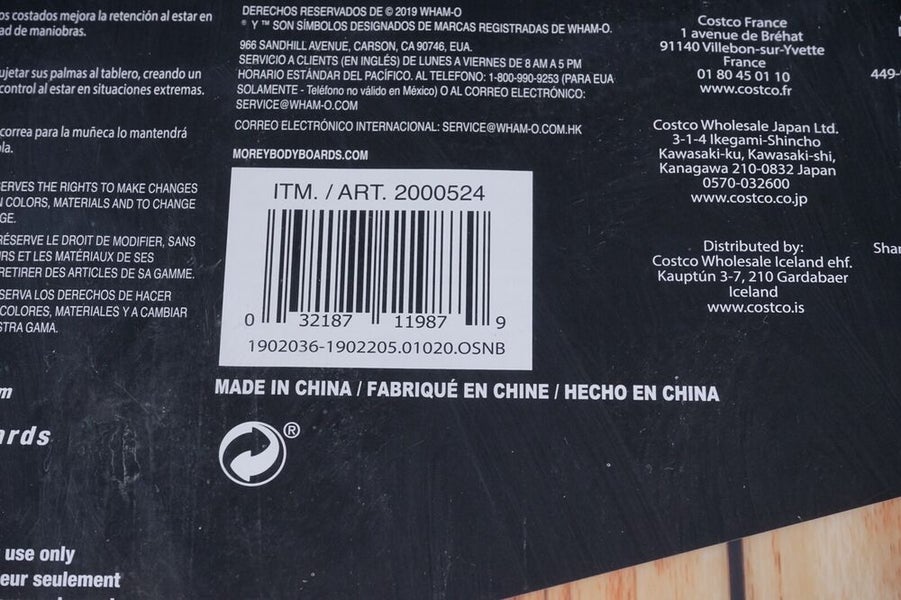 os costados mejora la retención al estar en
ad de maniobras.
ujetar sus palmas al tablero, creando un
control al estar en situaciones extremas.
correa para la muñeca lo mantendrá
la.
ERVES THE RIGHTS TO MAKE CHANGES
N COLORS, MATERIALS AND TO CHANGE
GE.
RÉSERVE LE DROIT DE MODIFIER, SANS
RS ET LES MATÉRIAUX DE SES
RETIRER DES ARTICLES DE SA GAMME.
SERVA LOS DERECHOS DE HACER
COLORES, MATERIALES Y A CAMBIAR
STRA GAMA.
m
ards
use only
eur seulement
DERECHOS RESERVADOS DE © 2019 WHAM-O
® Y ™ SON SÍMBOLOS DESIGNADOS DE MARCAS REGISTRADAS DE WHAM-O.
966 SANDHILL AVENUE, CARSON, CA 90746, EUA.
SERVICIO A CLIENTS (EN INGLÉS) DE LUNES A VIERNES DE 8 AM A 5 PM
HORARIO ESTÁNDAR DEL PACÍFICO. AL TELEFONO: 1-800-990-9253 (PARA EUA
SOLAMENTE - Teléfono no válido en México) O AL CORREO ELECTRÓNICO:
SERVICE@WHAM-O.COM
CORREO ELECTRÓNICO INTERNACIONAL: SERVICE@WHAM-O.COM.HK
MOREYBODYBOARDS.COM
ITM. / ART. 2000524
0 32187 11987 9
1902036-1902205.01020.OSNB
MADE IN CHINA / FABRIQUÉ EN CHINE / HECHO EN CHINA
®
Costco France
1 avenue de Bréhat
91140 Villebon-sur-Yvette
France
01 80 45 01 10
www.costco.fr
Costco Wholesale Japan Ltd.
3-1-4 Ikegami-Shincho
Kawasaki-ku, Kawasaki-shi,
Kanagawa 210-0832 Japan
0570-032600
www.costco.co.jp
Distributed by:
Costco Wholesale Iceland ehf.
Kauptún 3-7, 210 Gardabaer
Iceland
www.costco.is
449-
Shar